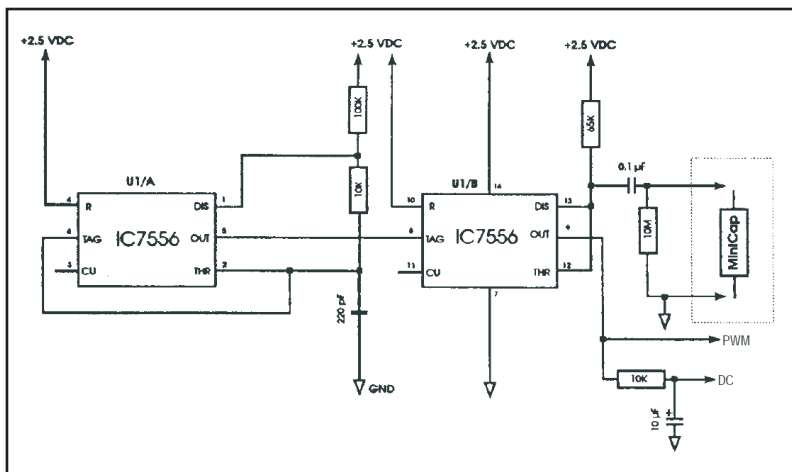 +2.5 VDC
+2.5 VDC
+2.5 VDC
+2.5 VDC
100K
65K
0.1 µf
10K
U1/A
U1/B
14
4
R
DIS
1
10
R
DIS
13
IC7556
IC7556
10M
MiniCap
6
TAG
OUT
5
6
TAG
OUT
9
3
CU
THR
2
11
CU
THR
12
7
220 pf
GND
PWM
10K
DC
10 µF
+